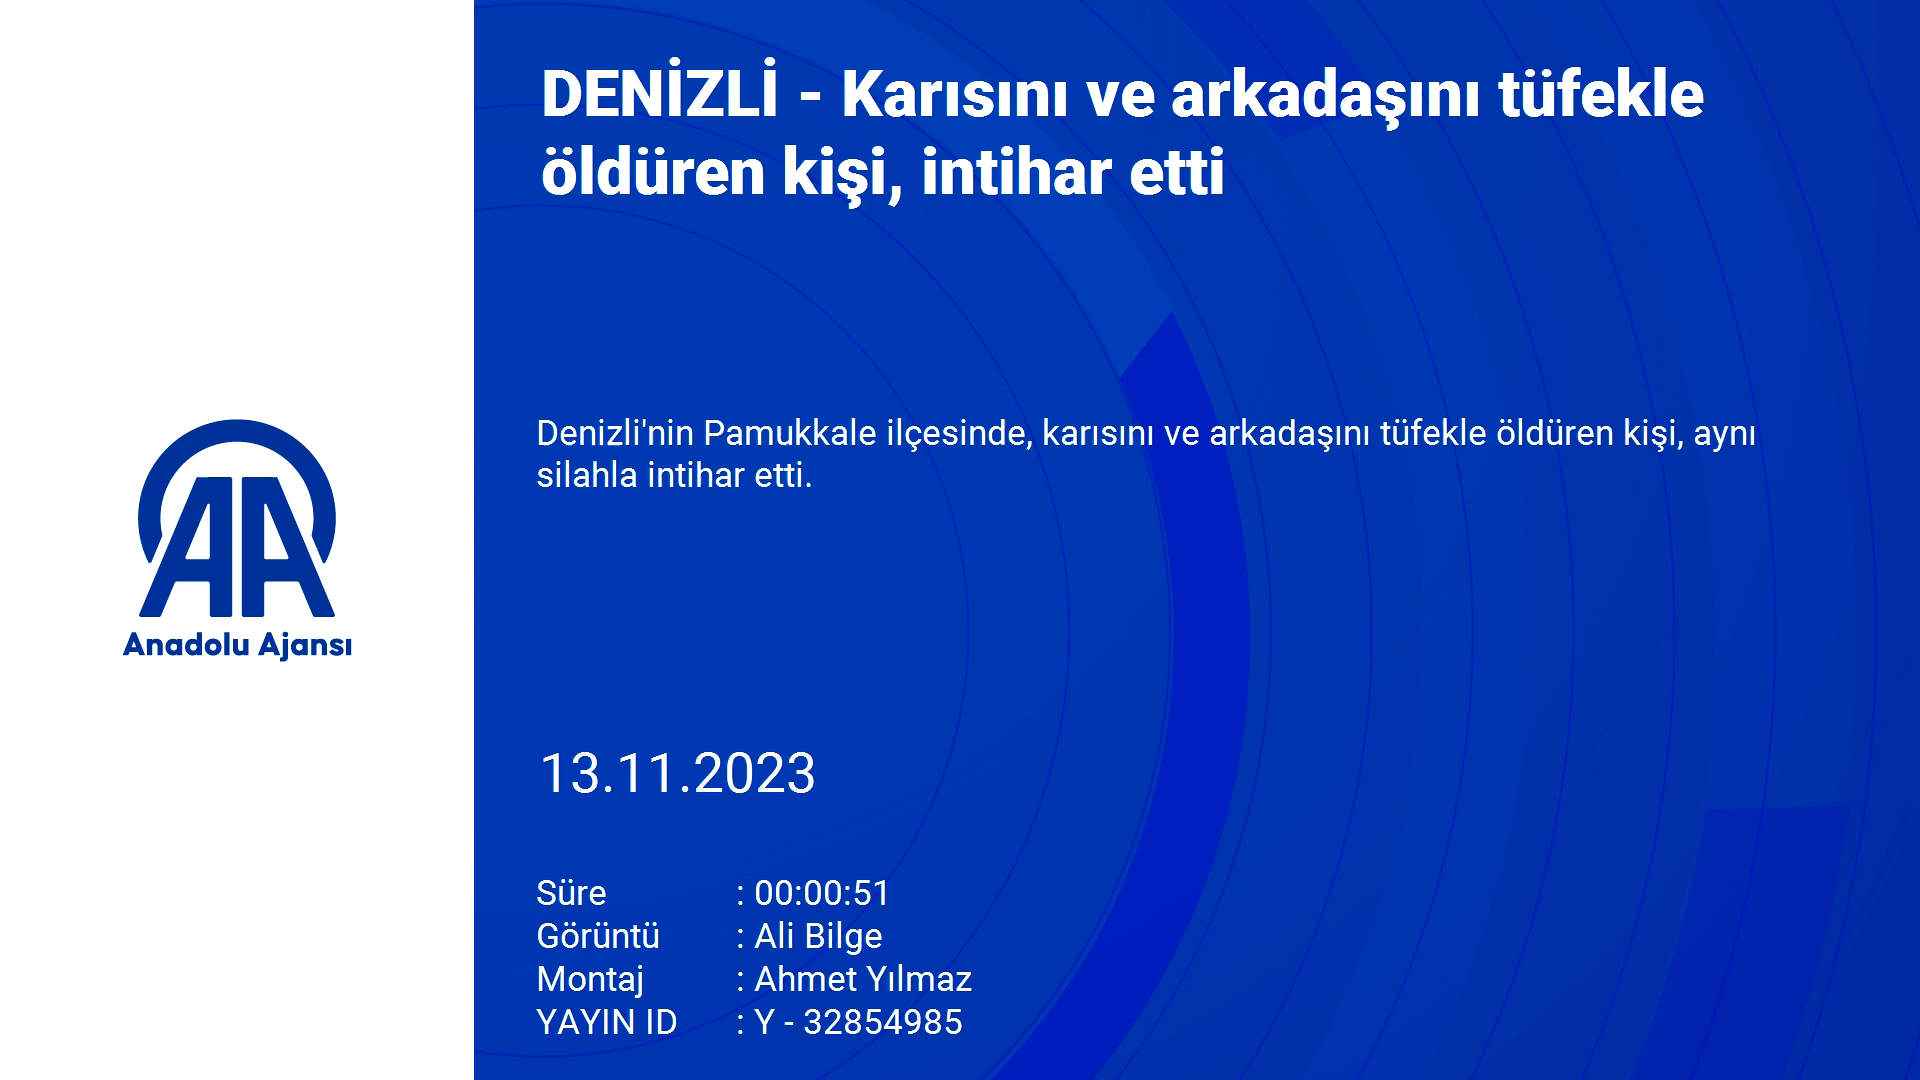 DENİZLİ - Karısını ve arkadaşını tüfekle
öldüren kişi, intihar etti
Denizli'nin Pamukkale ilçesinde, karısını ve arkadaşını tüfekle öldüren kişi, aynı
silahla intihar etti.
AA
Anadolu Ajansı
13.11.2023
Süre : 00:00:51
Görüntü : Ali Bilge
Montaj : Ahmet Yılmaz
YAYIN ID : Y - 32854985